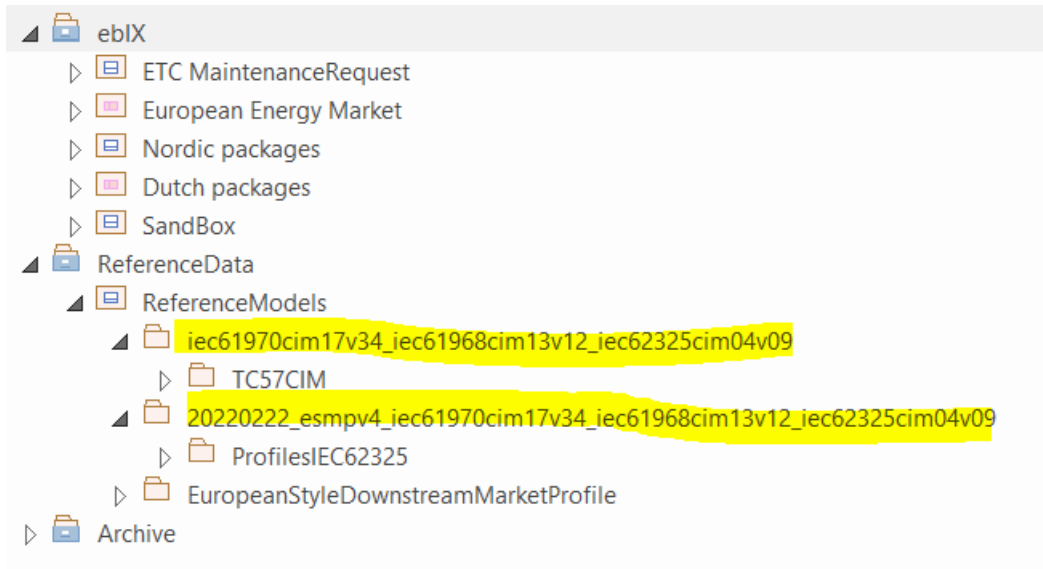 ebIX
ETC MaintenanceRequest
European Energy Market
Nordic packages
Dutch packages
SandBox
ReferenceData
ReferenceModels
iec61970cim17v34_iec61968cim13v12_iec62325cim04v09
TC57CIM
20220222_esmpv4_iec61970cim17v34_iec61968cim13v12_iec62325cim04v09
ProfilesIEC62325
EuropeanStyleDownstreamMarketProfile
Archive